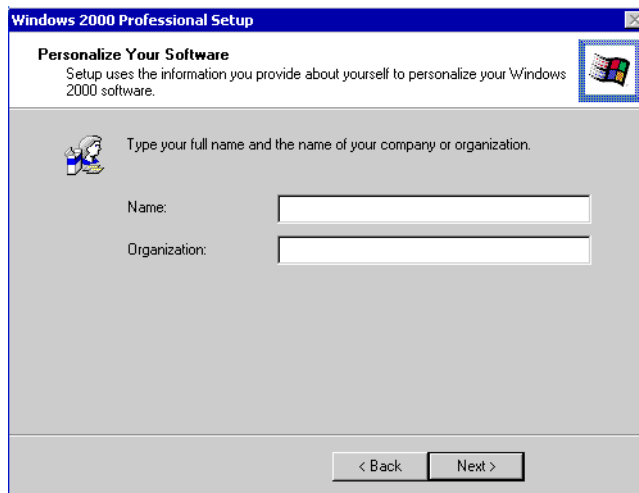 Windows 2000 Professional Setup
Personalize Your Software
Setup uses the information you provide about yourself to personalize your Windows
2000 software.
Type your full name and the name of your company or organization.
Name:
Organization:
< Back
Next >